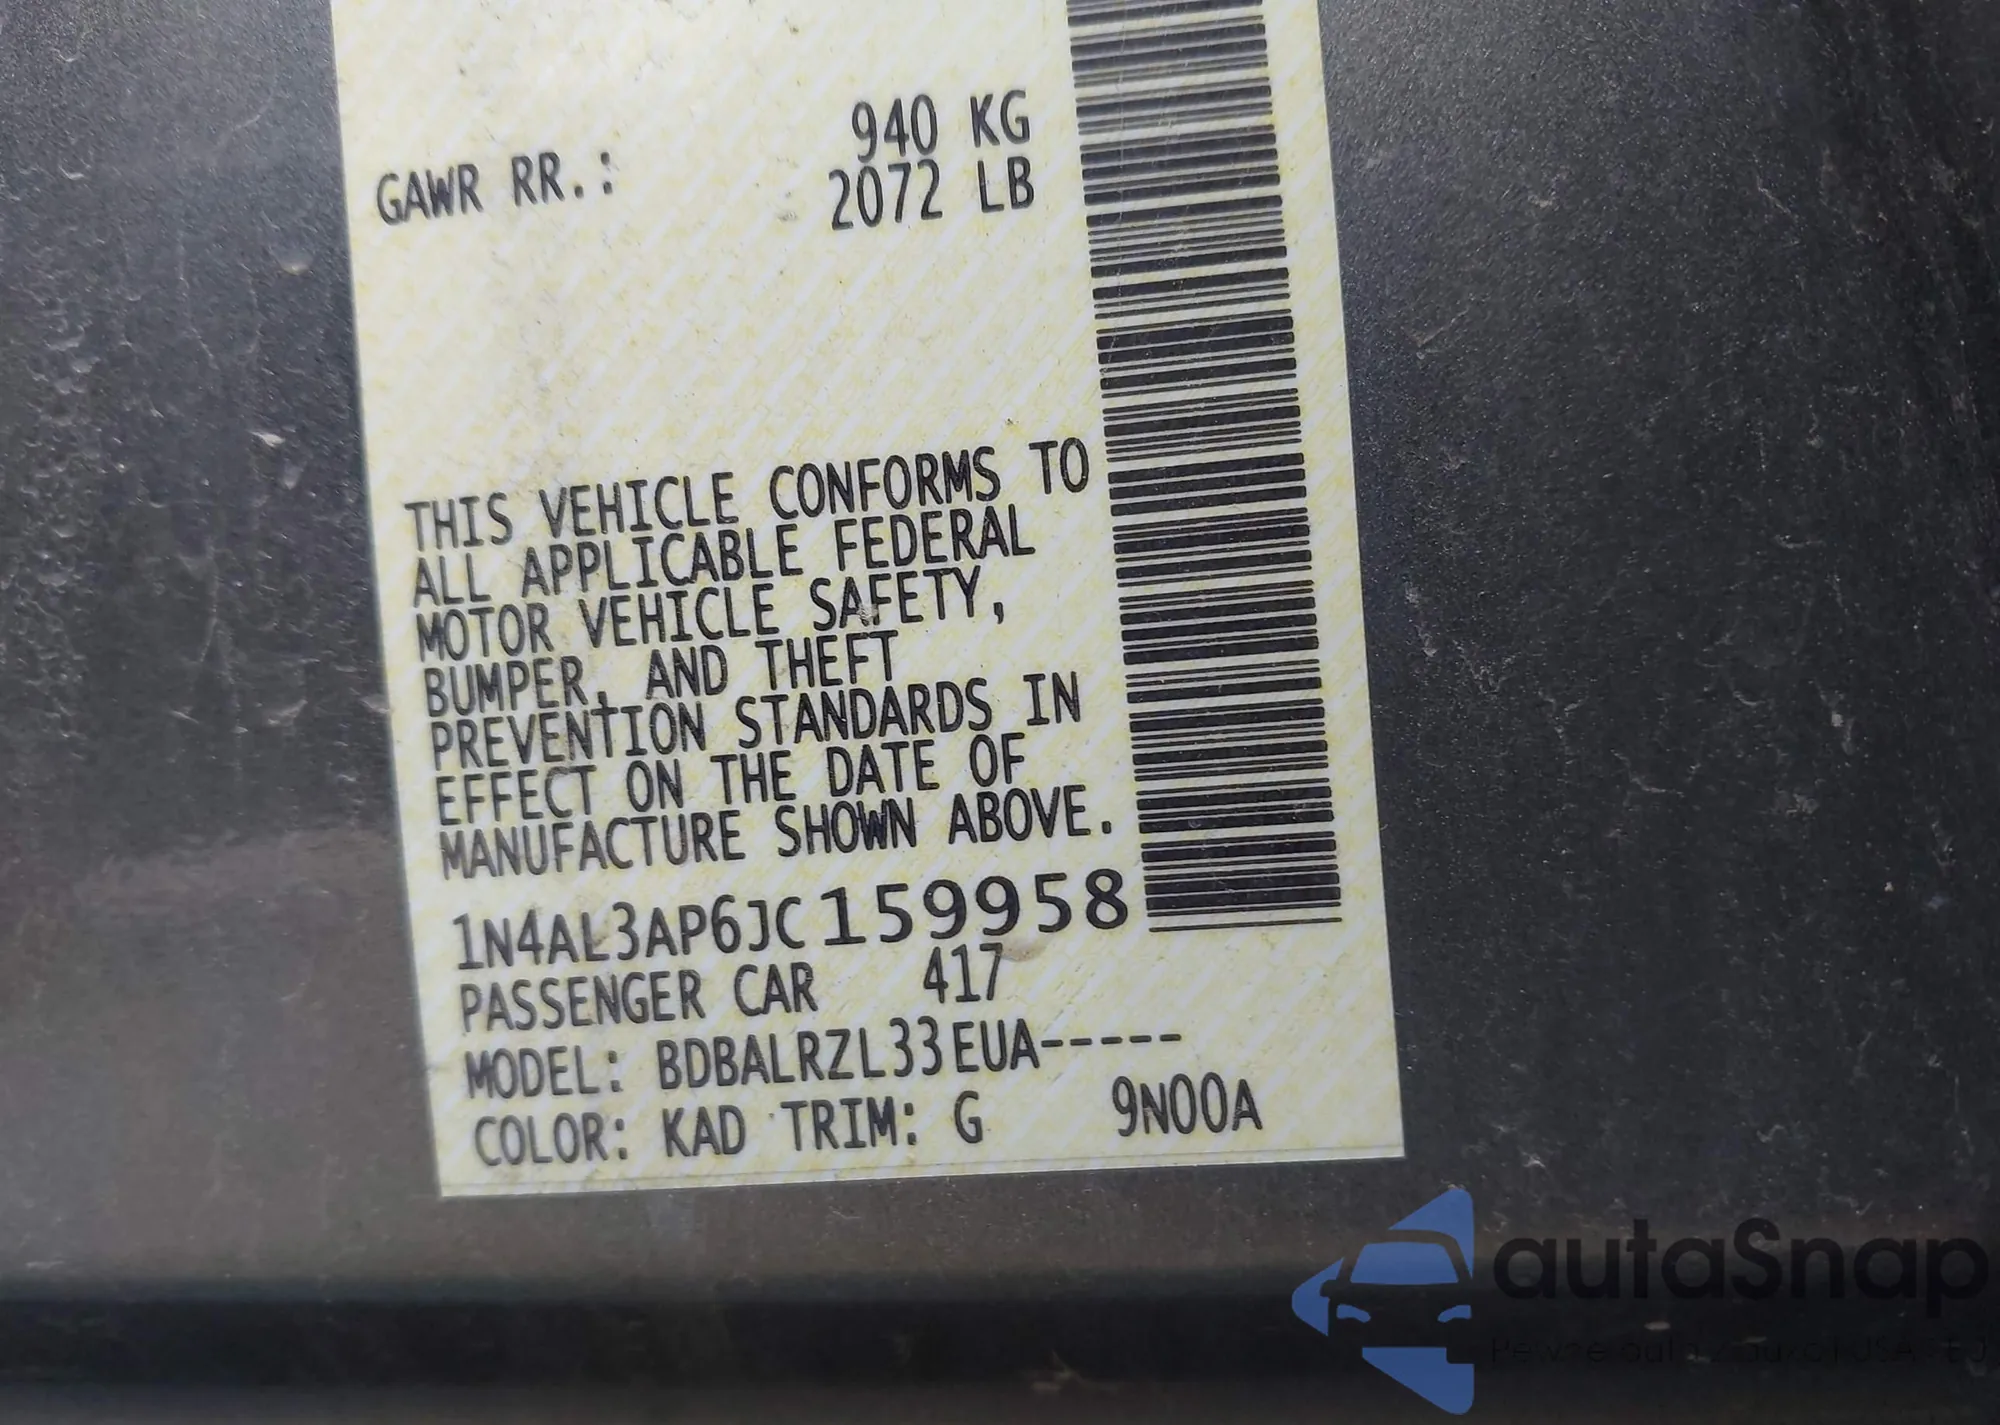 940 KG
GAWR RR.: 2072 LB
THIS VEHICLE CONFORMS TO
ALL APPLICABLE FEDERAL
MOTOR VEHICLE SAFETY,
BUMPER, AND THEFT
PREVENTION STANDARDS IN
EFFECT ON THE DATE OF
MANUFACTURE SHOWN ABOVE.
1N4AL3AP6JC159958
PASSENGER CAR 417
MODEL: BDBALRZL33EUA-----
COLOR: KAD TRIM: G 9N00A
autaSnap